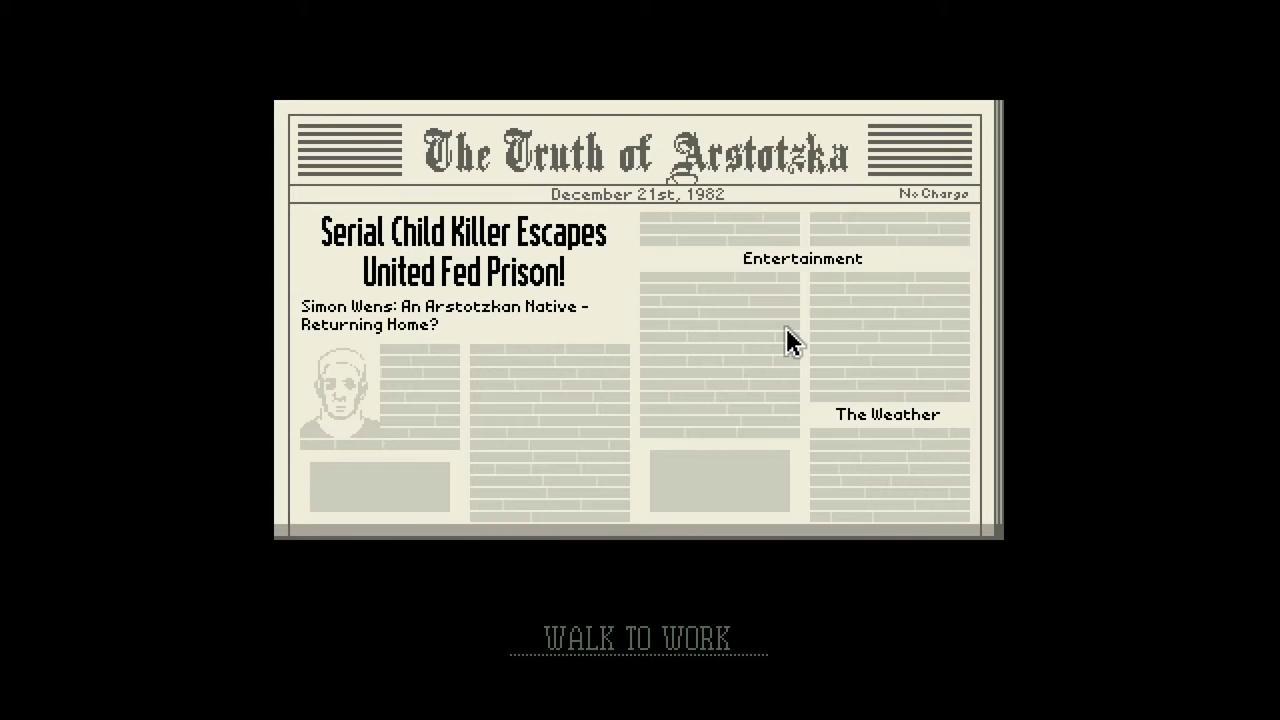 The Truth of Arstotzka
December 21st, 1982
No Charge
Serial Child Killer Escapes
United Fed Prison!
Simon Wens: An Arstotzkan Native -
Returning Home?
Entertainment
The Weather
WALK TO WORK